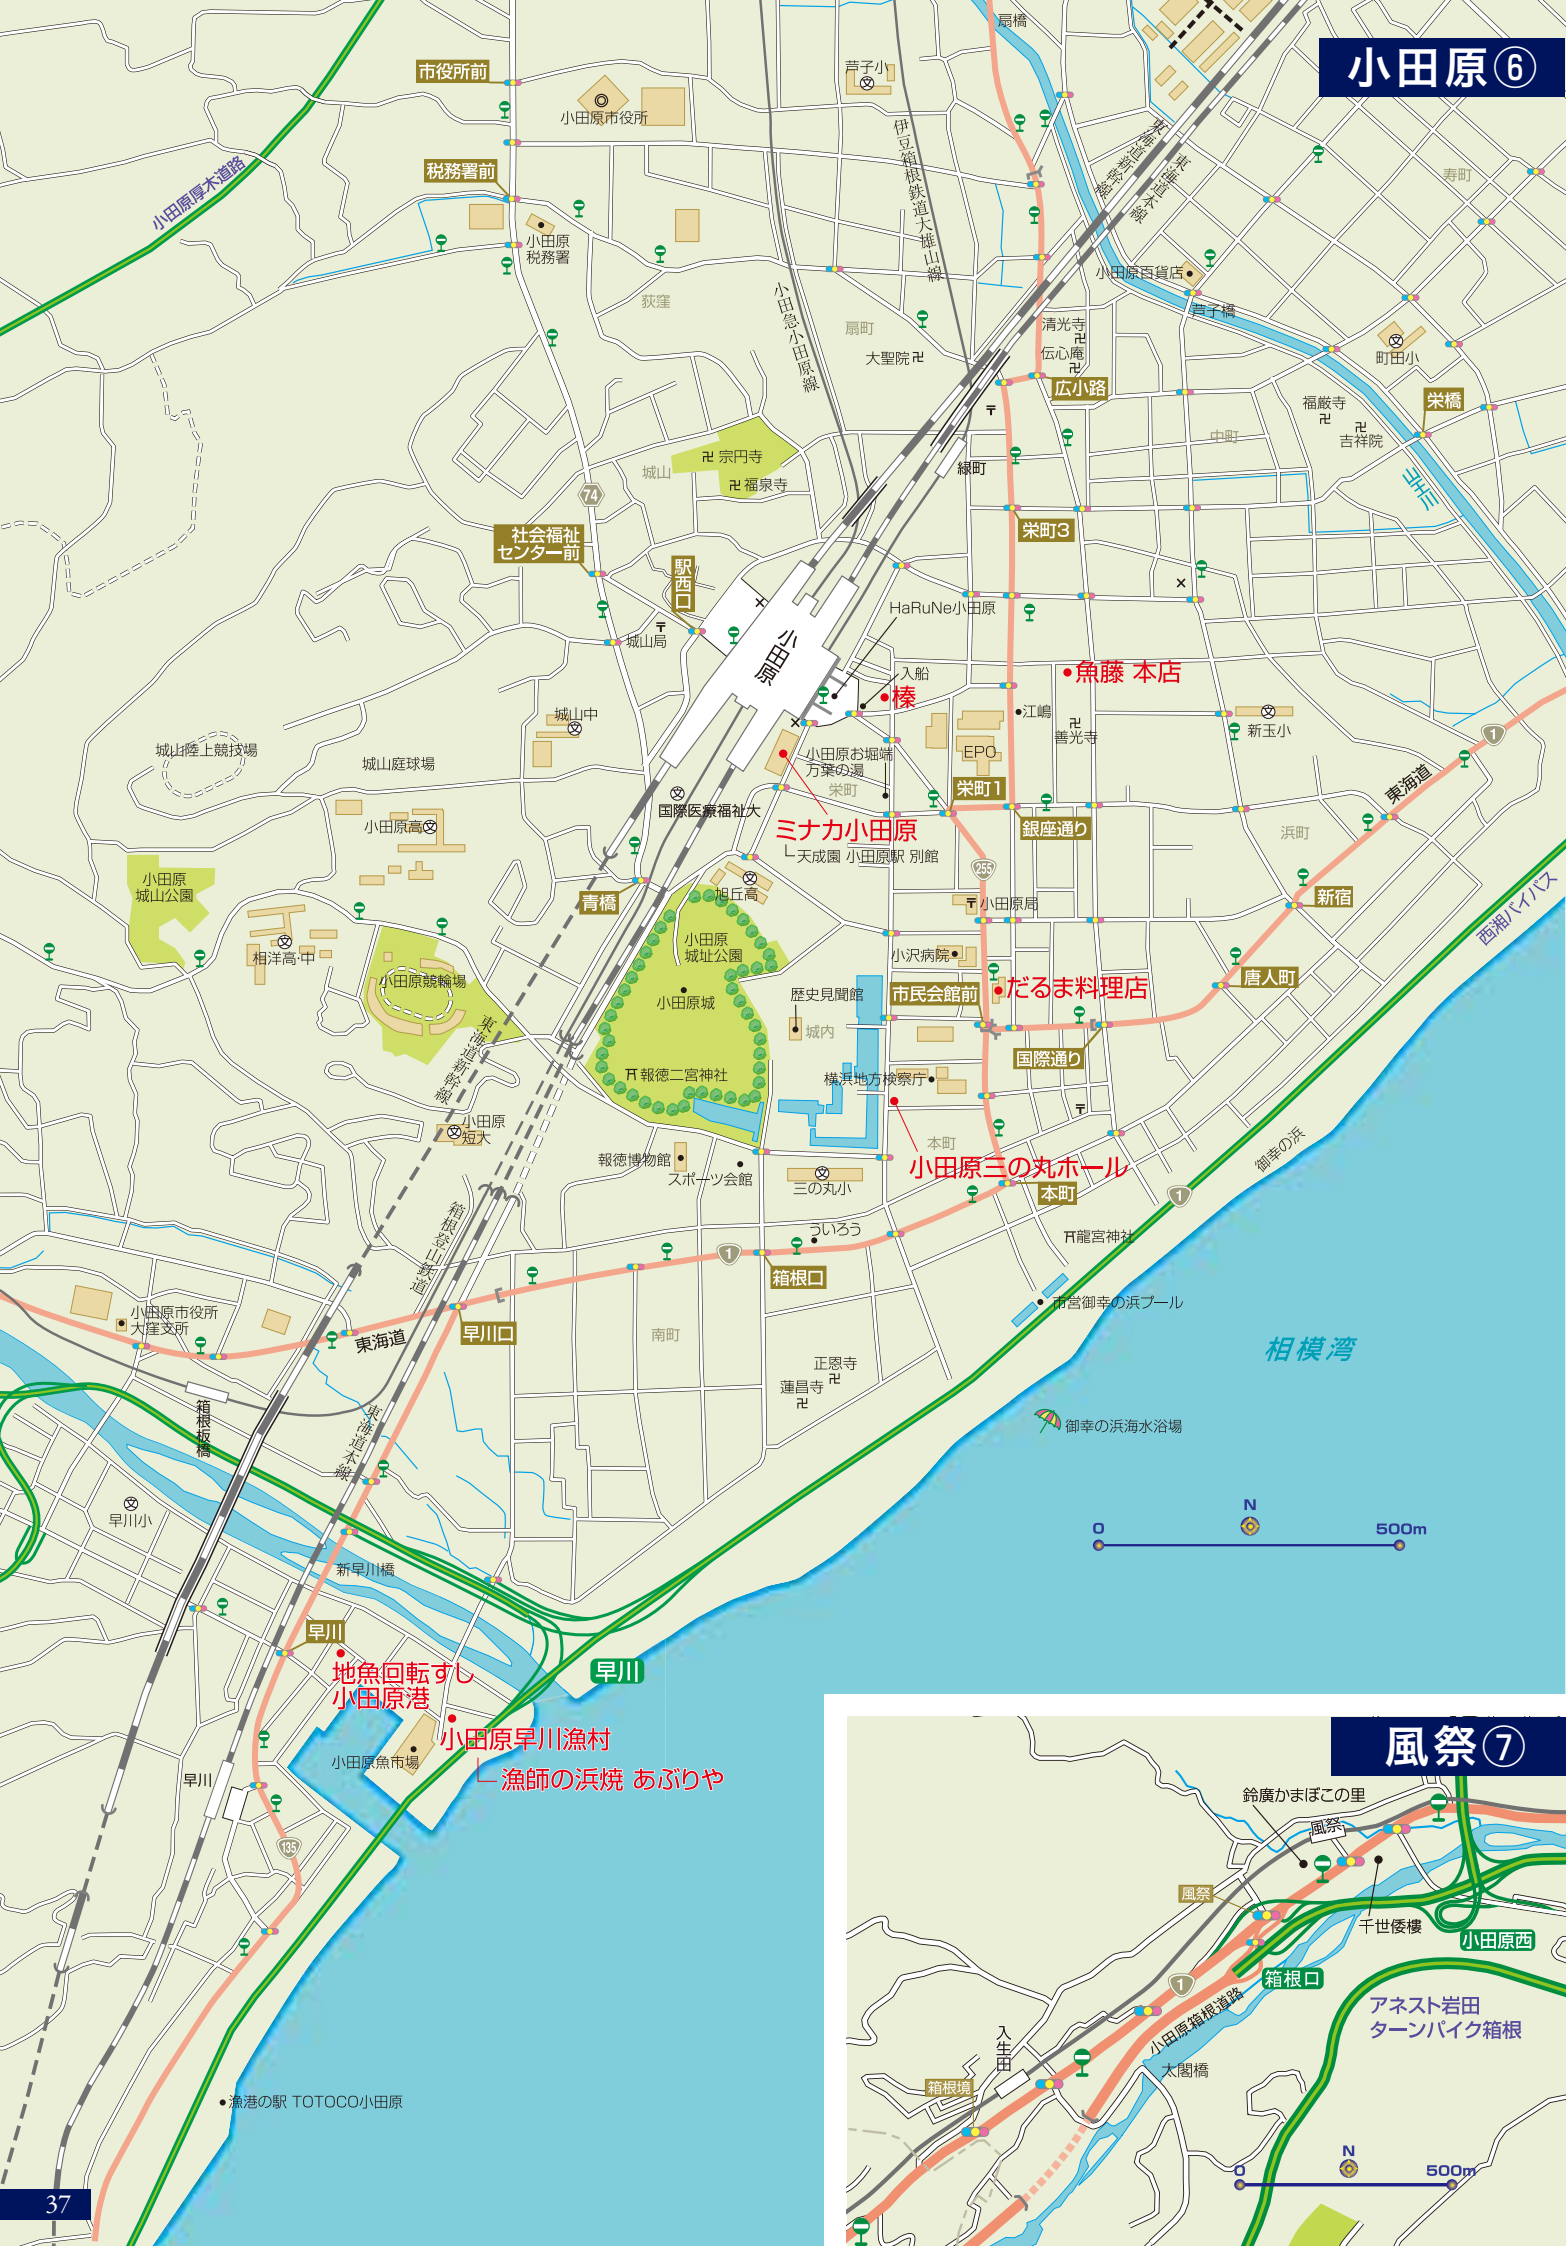 小田原⑥
扇橋
芦子小
市役所前
小田原市役所
伊豆箱根鉄道大雄山線
東海道新幹線
東海道本線
税務署前
小田原厚木道路
寿町
小田原
税務署
小田原百貨店
荻窪
小田急小田原線
扇町
清光寺
芦子橋
大聖院
伝心庵
町田小
広小路
栄橋
福厳寺
吉祥院
中町
宗円寺
城山
福泉寺
緑町
74
山王川
社会福祉
センター前
栄町3
駅西口
HaRuNe小田原
城山局
小田原
入船
魚藤 本店
榛
城山中
江嶋
善光寺
新玉小
1
城山陸上競技場
城山庭球場
小田原お堀端
万葉の湯
EPO
栄町
栄町1
東海道
国際医療福祉大
小田原高
ミナカ小田原
天成園 小田原駅 別館
銀座通り
浜町
255
小田原
城山公園
旭丘高
青橋
小田原局
新宿
西湘バイパス
小田原
城址公園
相洋高・中
小沢病院
唐人町
小田原競輪場
小田原城
歴史見聞館
市民会館前
だるま料理店
城内
東海道新幹線
国際通り
報徳二宮神社
横浜地方検察庁
小田原
短大
本町
御幸の浜
報徳博物館
スポーツ会館
三の丸小
小田原三の丸ホール
本町
1
箱根登山鉄道
ういろう
龍宮神社
1
箱根口
小田原市役所
大窪支所
市営御幸の浜プール
東海道
早川口
南町
相模湾
正恩寺
蓮昌寺
箱根板橋
東海道本線
御幸の浜海水浴場
早川小
N
0
500m
新早川橋
早川
早川
地魚回転すし
小田原港
小田原早川漁村
小田原魚市場
漁師の浜焼 あぶりや
早川
135
漁港の駅 TOTOCO小田原
37
風祭⑦
鈴廣かまぼこの里
風祭
風祭
千世倭樓
小田原西
箱根口
1
アネスト岩田
ターンパイク箱根
小田原箱根道路
入生田
太閤橋
箱根境
N
0
500m